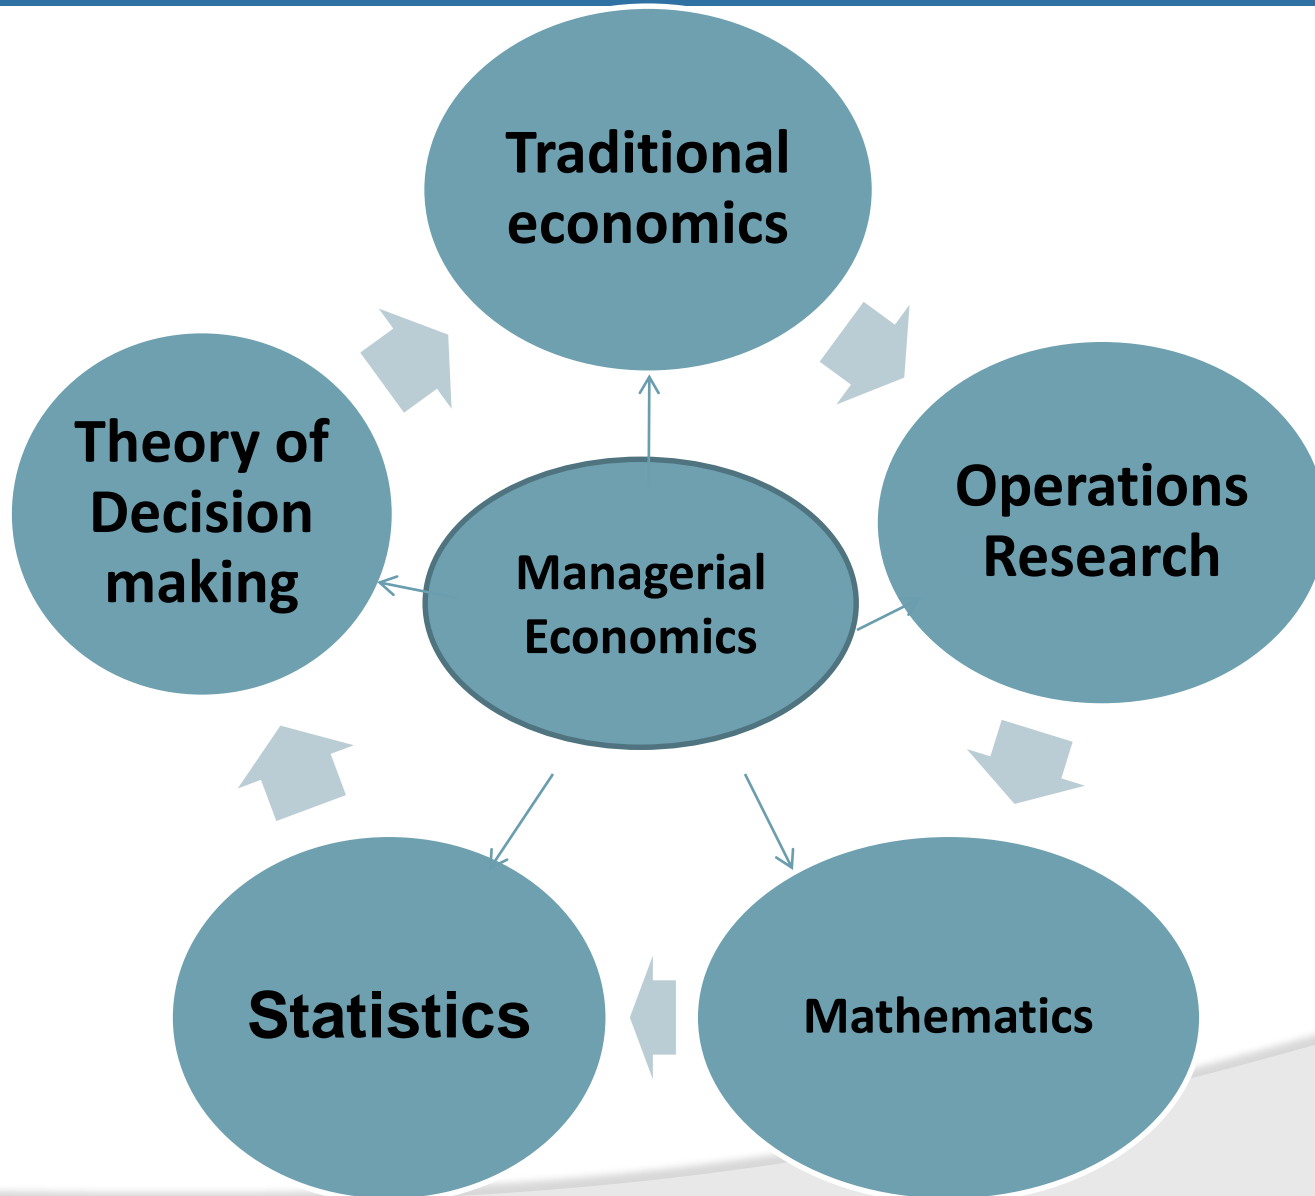 Traditional
economics
Theory of
Decision
making
Operations
Research
Managerial
Economics
Statistics
Mathematics